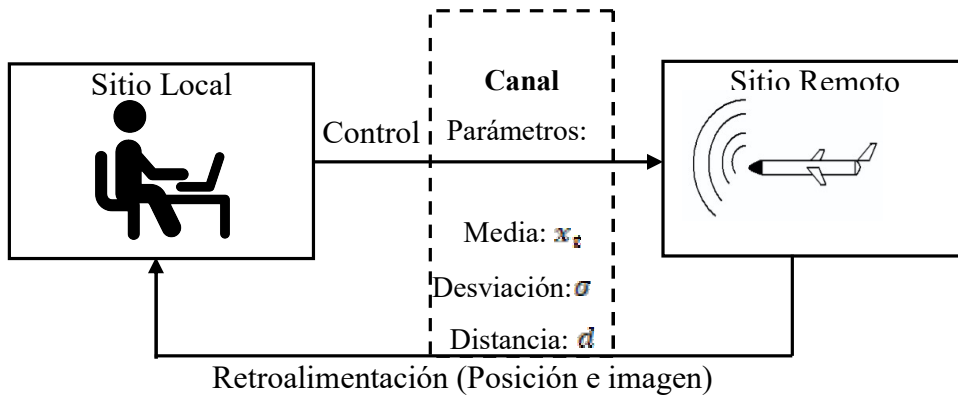 Sitio Local
Canal
Sitio Remoto
Control
Parámetros:
Media: xₜ
Desviación: σ
Distancia: d
Retroalimentación (Posición e imagen)